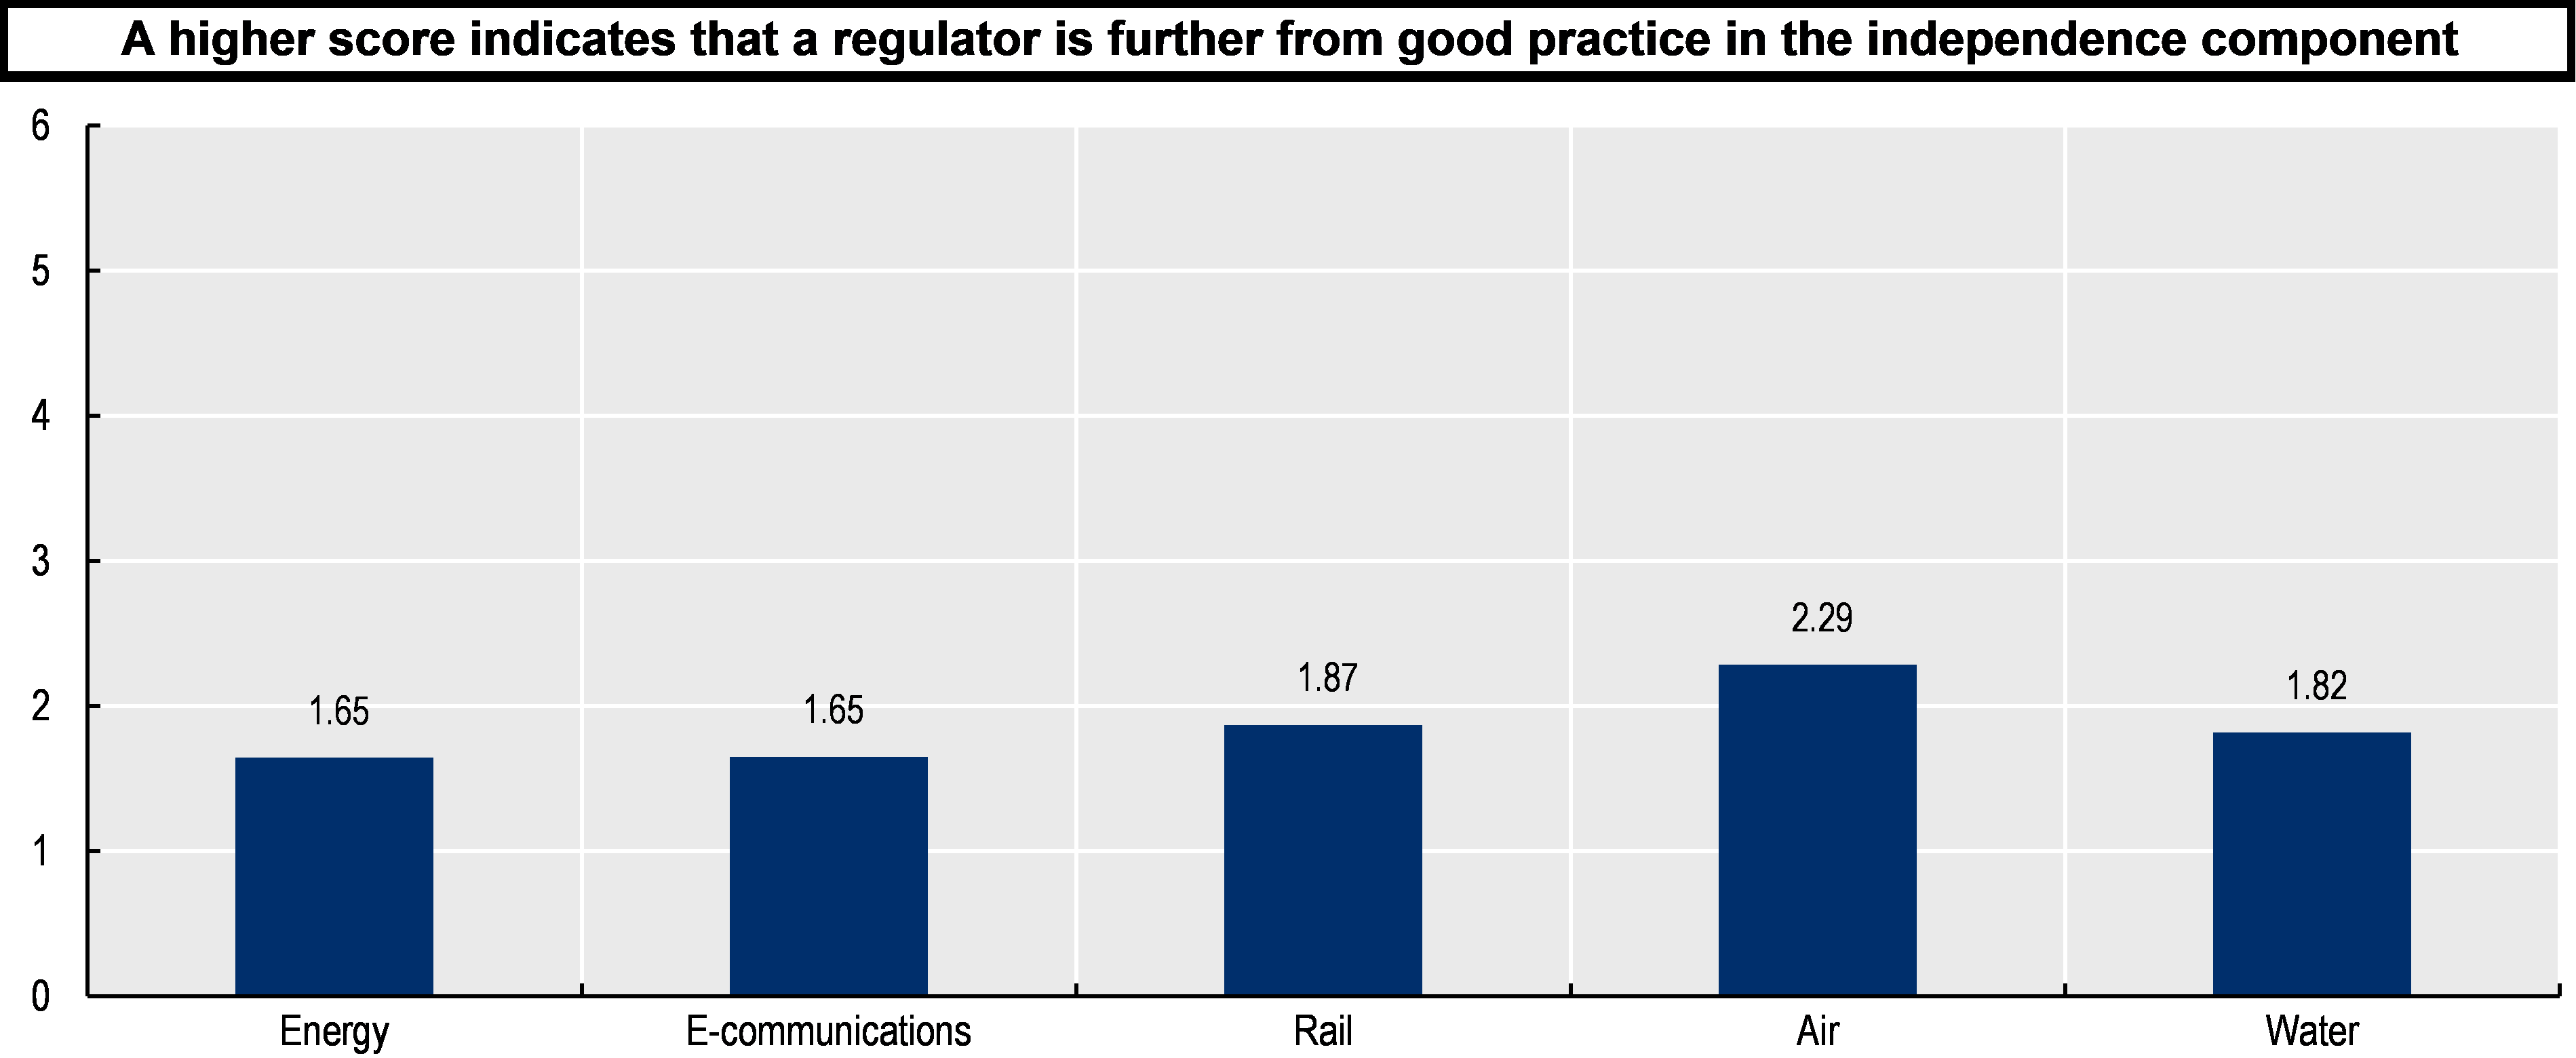 A higher score indicates that a regulator is further from good practice in the independence component
6
5
4
3
2
1
0
1.65
1.65
1.87
2.29
1.82
Energy
E-communications
Rail
Air
Water